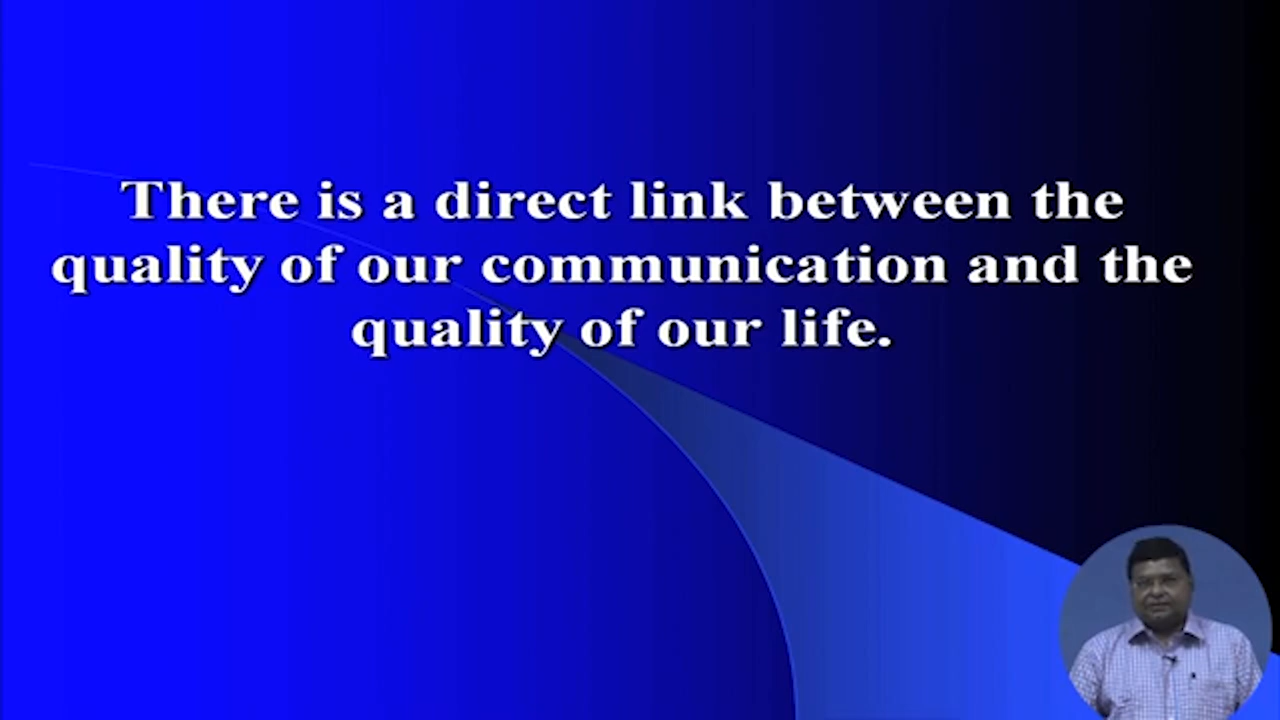 There is a direct link between the
quality of our communication and the
quality of our life.